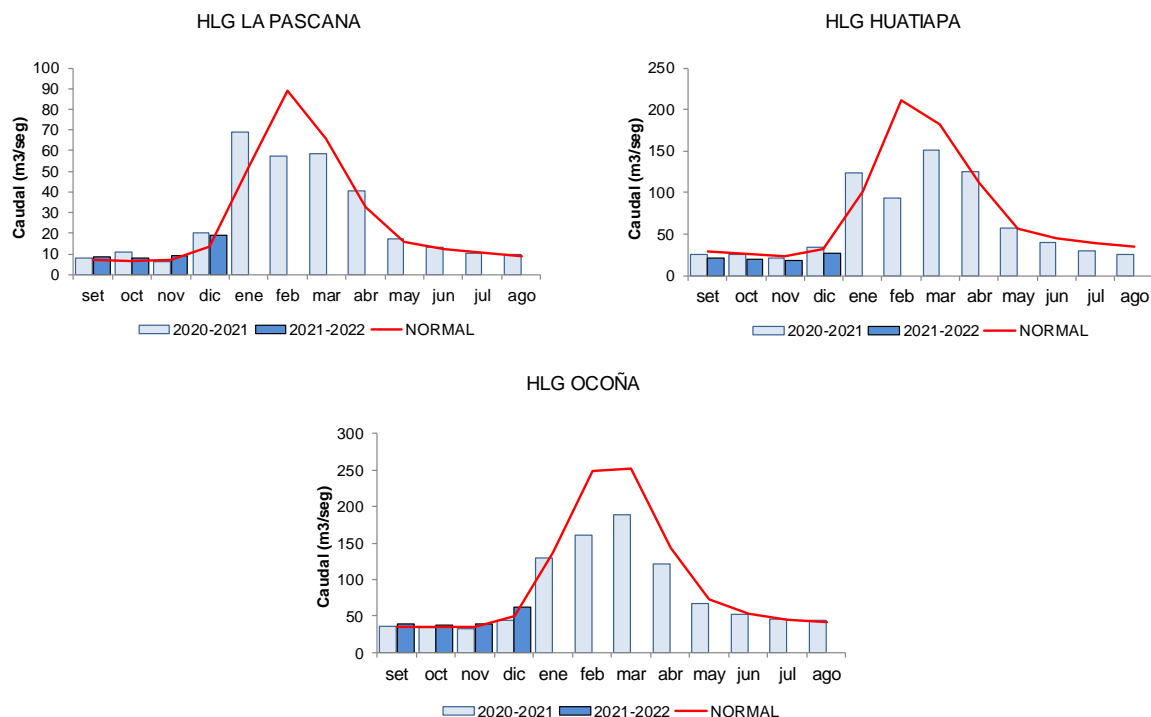 HLG LA PASCANA
Caudal (m3/seg)
100
90
80
70
60
50
40
30
20
10
0
set oct nov dic ene feb mar abr may jun jul ago
2020-2021 2021-2022 NORMAL
HLG HUATIAPA
Caudal (m3/seg)
250
200
150
100
50
0
set oct nov dic ene feb mar abr may jun jul ago
2020-2021 2021-2022 NORMAL
HLG OCOÑA
Caudal (m3/seg)
300
250
200
150
100
50
0
set oct nov dic ene feb mar abr may jun jul ago
2020-2021 2021-2022 NORMAL